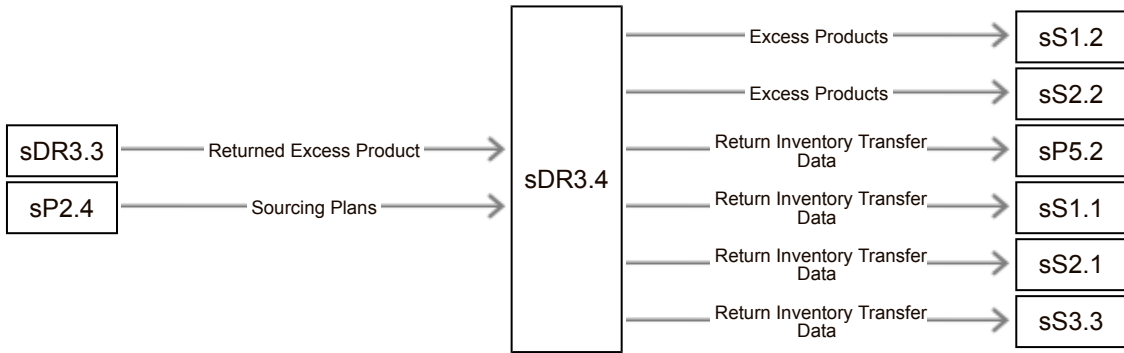 sDR3.3
Returned Excess Product
sP2.4
Sourcing Plans
sDR3.4
Excess Products
sS1.2
Excess Products
sS2.2
Return Inventory Transfer
Data
sP5.2
Return Inventory Transfer
Data
sS1.1
Return Inventory Transfer
Data
sS2.1
Return Inventory Transfer
Data
sS3.3